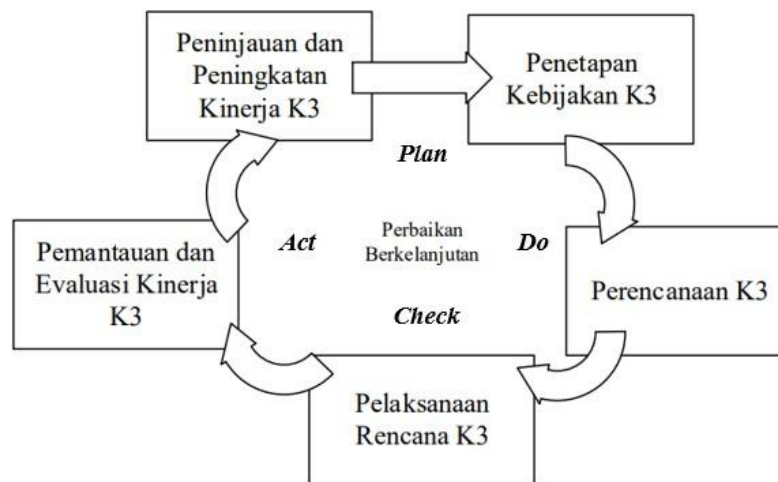 Peninjauan dan
Peningkatan
Kinerja K3
Penetapan
Kebijakan K3
Plan
Act
Perbaikan
Berkelanjutan
Do
Pemantauan dan
Evaluasi Kinerja
K3
Perencanaan K3
Check
Pelaksanaan
Rencana K3